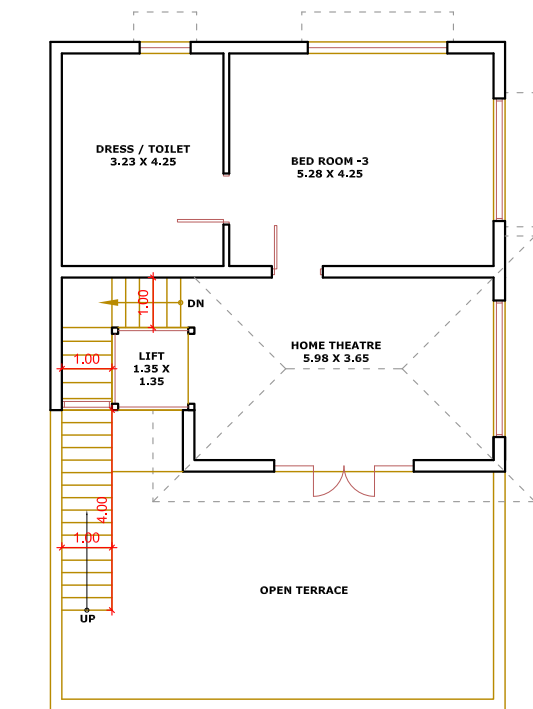 DRESS / TOILET
3.23 X 4.25
BED ROOM -3
5.28 X 4.25
1.00
DN
HOME THEATRE
5.98 X 3.65
LIFT
1.35 X
1.35
1.00
4.00
1.00
OPEN TERRACE
UP